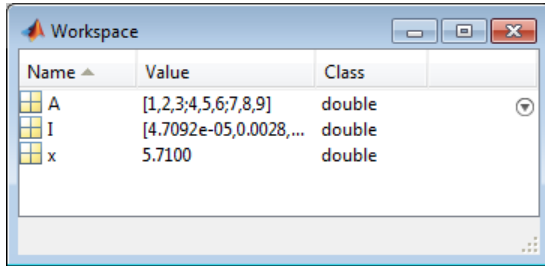 Workspace
Name Value Class
A [1,2,3;4,5,6;7,8,9] double
I [4.7092e-05,0.0028,... double
x 5.7100 double